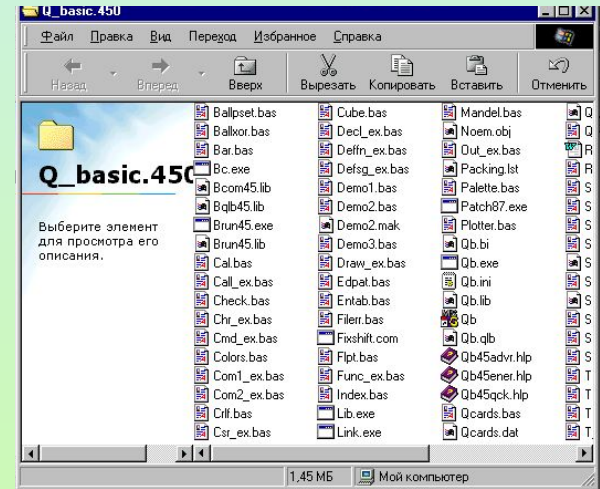 Q_basic.450
Файл Правка Вид Переход Избранное Справка
Назад Вперед Вверх Вырезать Копировать Вставить Отменить
Q_basic.450
Выберите элемент
для просмотра его
описания.
Ballpset.bas Cube.bas Mandel.bas Q
Ballxor.bas Decl_ex.bas Noem.obj Q
Bar.bas Deffn_ex.bas Out_ex.bas R
Bc.exe Defsg_ex.bas Packing.lst R
Bcom45.lib Demo1.bas Palette.bas S
Bqlb45.lib Demo2.bas Patch87.exe S
Brun45.exe Demo2.mak Plotter.bas S
Brun45.lib Demo3.bas Qb.bi S
Cal.bas Draw_ex.bas Qb.exe S
Call_ex.bas Edpat.bas Qb.ini S
Check.bas Entab.bas Qb.lib S
Chr_ex.bas Filerr.bas Qb S
Cmd_ex.bas Fixshift.com Qb.qlb S
Colors.bas Flpt.bas Qb45advr.hlp S
Com1_ex.bas Func_ex.bas Qb45ener.hlp T
Com2_ex.bas Index.bas Qb45qck.hlp T
Crlf.bas Lib.exe Qcards.bas T
Csr_ex.bas Link.exe Qcards.dat T_
1,45 МБ Мой компьютер